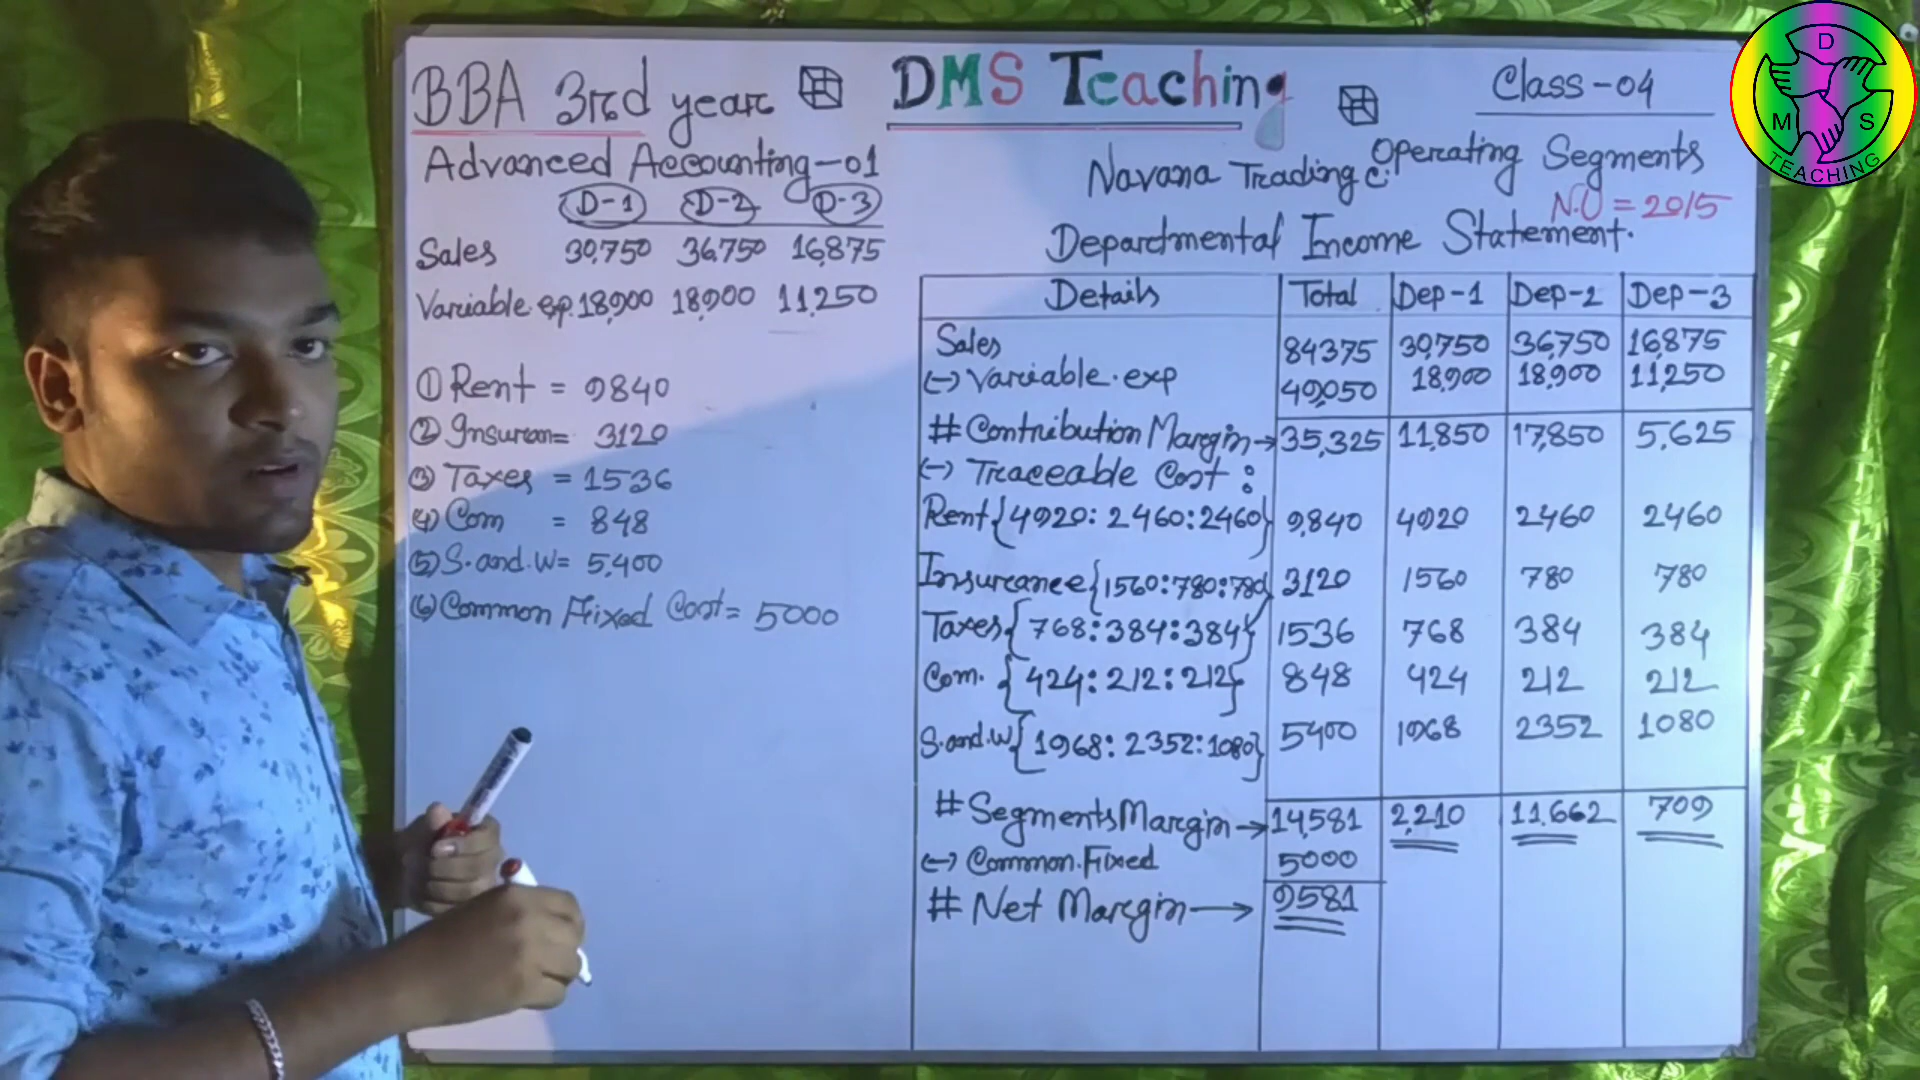 BBA 3rd year
DMS Teaching
Class-04
Advanced Accounting-01
D-1 D-2 D-3
Sales 30,750 36,750 16,875
Variable.exp. 18,900 18,900 11,250
① Rent = 9840
② Insuran= 3120
③ Taxes = 1536
④ Com = 848
⑤ S.and.W= 5,400
⑥ Common Fixed Cost= 5000
Operating Segments
Navana Trading C:
N.U = 2015
Departmental Income Statement.
Details Total Dep-1 Dep-2 Dep-3
Sales 84375 30,750 36,750 16,875
(-) Variable.exp 49,050 18,900 18,900 11,250
# Contribution Margin→ 35,325 11,850 17,850 5,625
(-) Traceable Cost:
Rent{4920:2460:2460} 9,840 4920 2460 2460
Insurance{1560:780:780} 3120 1560 780 780
Taxes{768:384:384} 1536 768 384 384
Com. {424:212:212} 848 424 212 212
S.and.W{1968:2352:1080} 5400 1968 2352 1080
# Segments Margin→ 14,581 2,210 11,662 709
(-) Common.Fixed 5000
# Net Margin→ 9581
D
M S
TEACHING